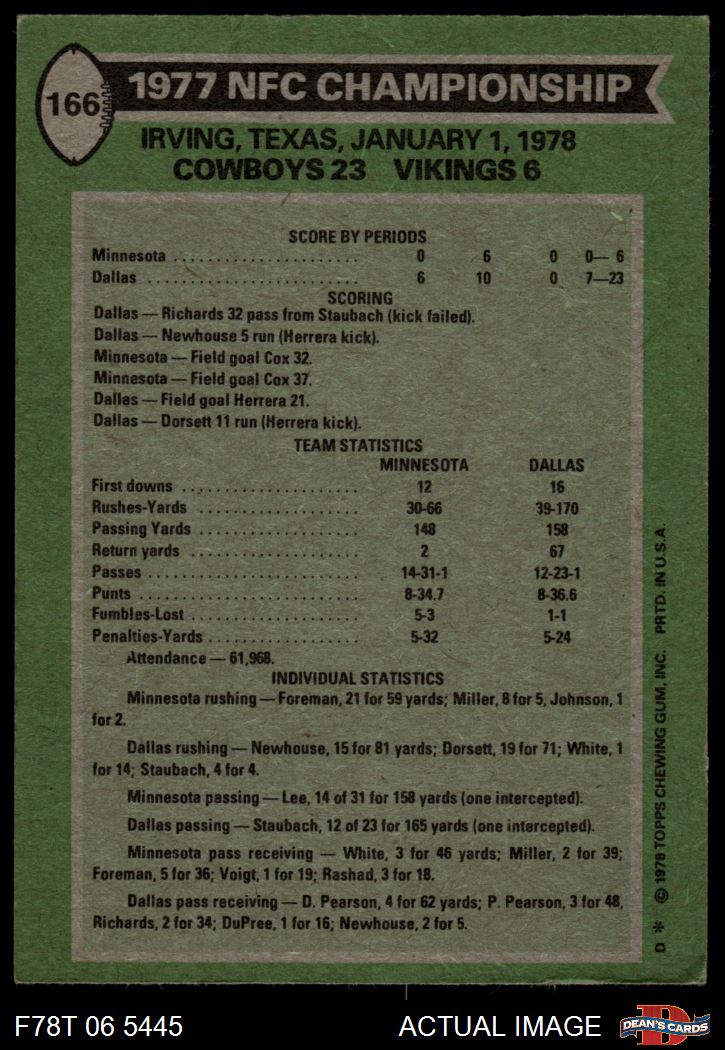 166
1977 NFC CHAMPIONSHIP
IRVING, TEXAS, JANUARY 1, 1978
COWBOYS 23 VIKINGS 6
SCORE BY PERIODS
Minnesota ...................... 0 6 0 0— 6
Dallas ......................... 6 10 0 7—23
SCORING
Dallas — Richards 32 pass from Staubach (kick failed).
Dallas — Newhouse 5 run (Herrera kick).
Minnesota — Field goal Cox 32.
Minnesota — Field goal Cox 37.
Dallas — Field goal Herrera 21.
Dallas — Dorsett 11 run (Herrera kick).
TEAM STATISTICS
MINNESOTA DALLAS
First downs ..................... 12 16
Rushes-Yards .................... 30-66 39-170
Passing Yards ................... 148 158
Return yards .................... 2 67
Passes ......................... 14-31-1 12-23-1
Punts .......................... 8-34.7 8-36.6
Fumbles-Lost .................... 5-3 1-1
Penalties-Yards .................. 5-32 5-24
Attendance — 61,968.
INDIVIDUAL STATISTICS
Minnesota rushing — Foreman, 21 for 59 yards; Miller, 8 for 5, Johnson, 1
for 2.
Dallas rushing — Newhouse, 15 for 81 yards; Dorsett, 19 for 71; White, 1
for 14; Staubach, 4 for 4.
Minnesota passing — Lee, 14 of 31 for 158 yards (one intercepted).
Dallas passing — Staubach, 12 of 23 for 165 yards (one intercepted).
Minnesota pass receiving — White, 3 for 46 yards; Miller, 2 for 39;
Foreman, 5 for 36; Voigt, 1 for 19; Rashad, 3 for 18.
Dallas pass receiving — D. Pearson, 4 for 62 yards; P. Pearson, 3 for 48,
Richards, 2 for 34; DuPree, 1 for 16; Newhouse, 2 for 5.
D * © 1978 TOPPS CHEWING GUM, INC. PRTD. IN U.S.A.
F78T 06 5445 ACTUAL IMAGE
D
DEAN'S CARDS